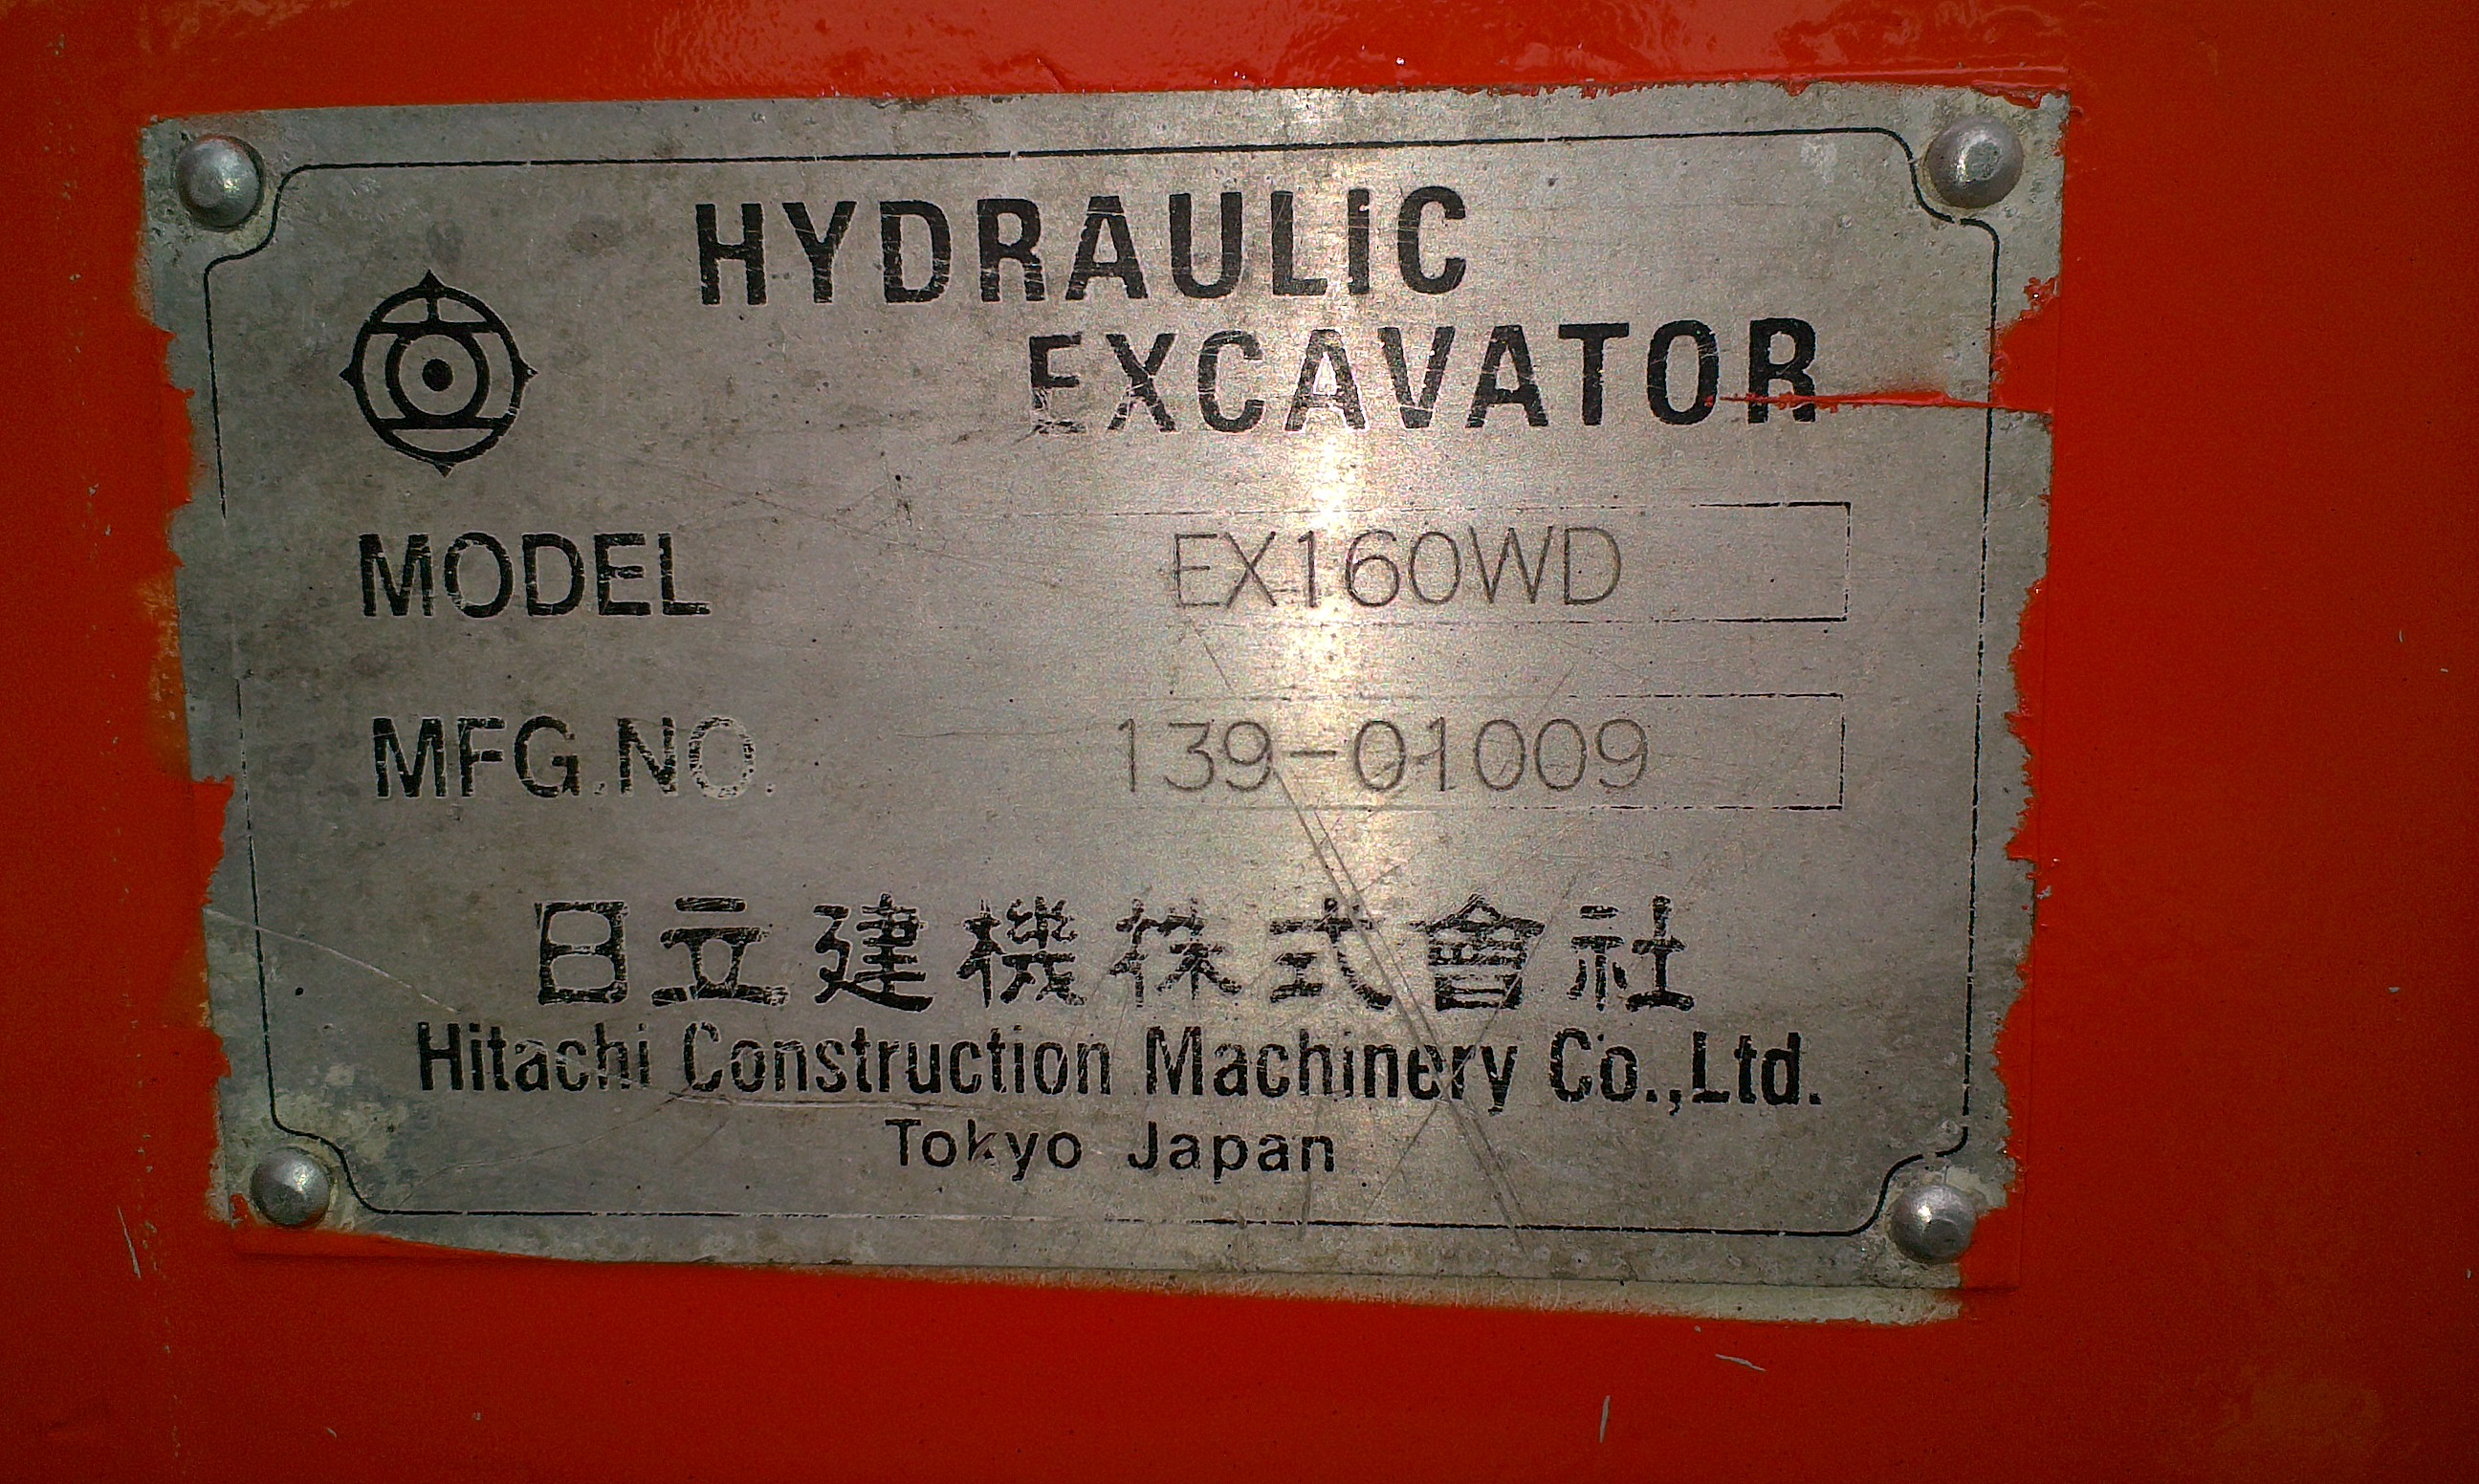 HYDRAULIC
EXCAVATOR
MODEL EX160WD
MFG.NO. 139-01009
日立建機株式會社
Hitachi Construction Machinery Co.,Ltd.
Tokyo Japan